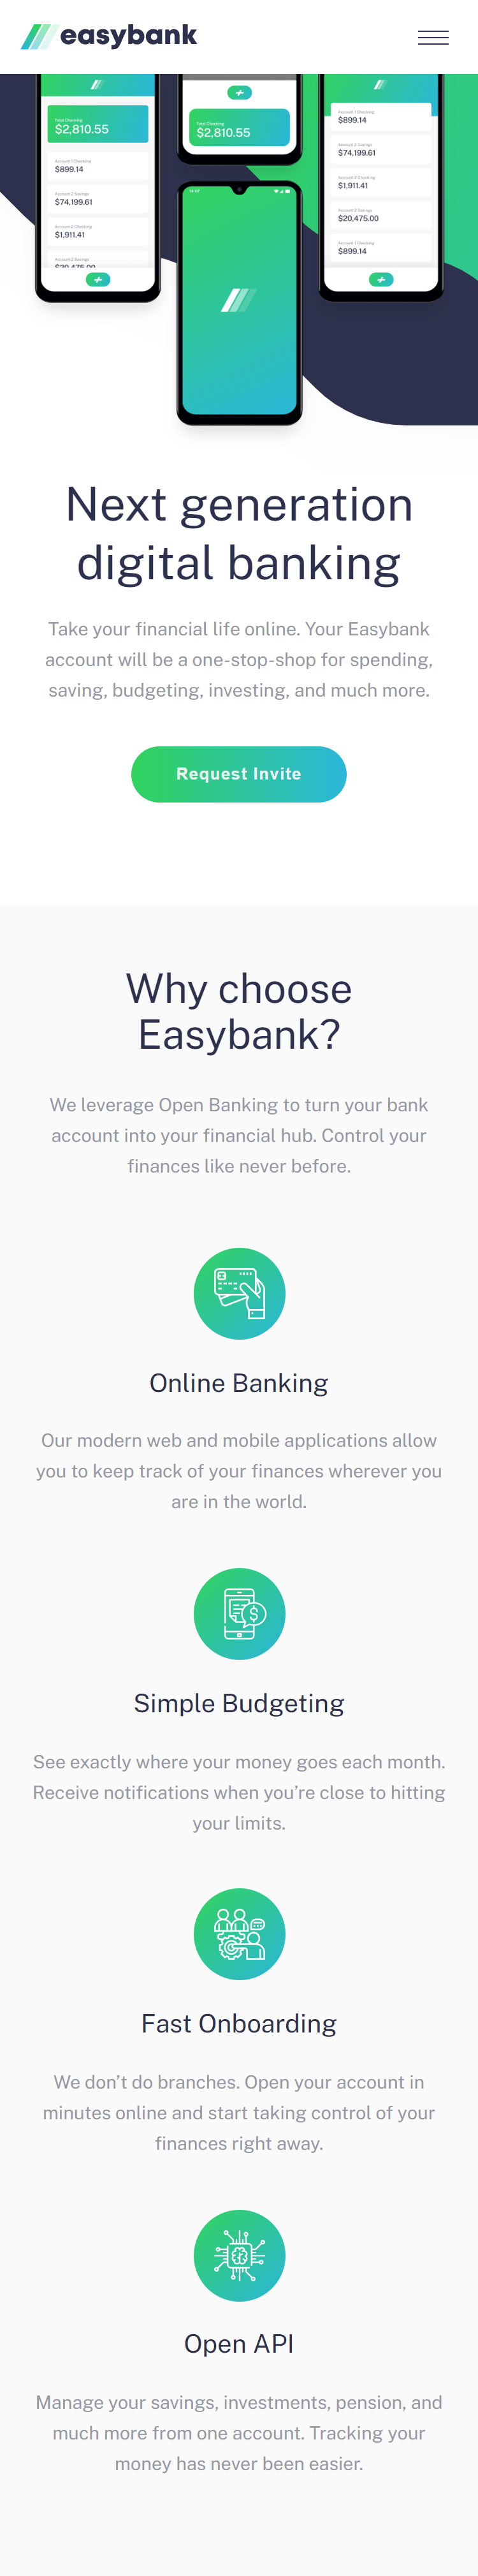 easybank
Total Checking
$2,810.55
Account 1 Checking
$899.14
Account 2 Savings
$74,199.61
Account 2 Checking
$1,911.41
Account 2 Savings
$20,475.00
Total Checking
$2,810.55
14:07
Account 1 Checking
$899.14
Account 2 Savings
$74,199.61
Account 2 Checking
$1,911.41
Account 2 Savings
$20,475.00
Account 1 Checking
$899.14
Next generation
digital banking
Take your financial life online. Your Easybank
account will be a one-stop-shop for spending,
saving, budgeting, investing, and much more.
Request Invite
Why choose
Easybank?
We leverage Open Banking to turn your bank
account into your financial hub. Control your
finances like never before.
Online Banking
Our modern web and mobile applications allow
you to keep track of your finances wherever you
are in the world.
Simple Budgeting
See exactly where your money goes each month.
Receive notifications when you’re close to hitting
your limits.
Fast Onboarding
We don’t do branches. Open your account in
minutes online and start taking control of your
finances right away.
Open API
Manage your savings, investments, pension, and
much more from one account. Tracking your
money has never been easier.